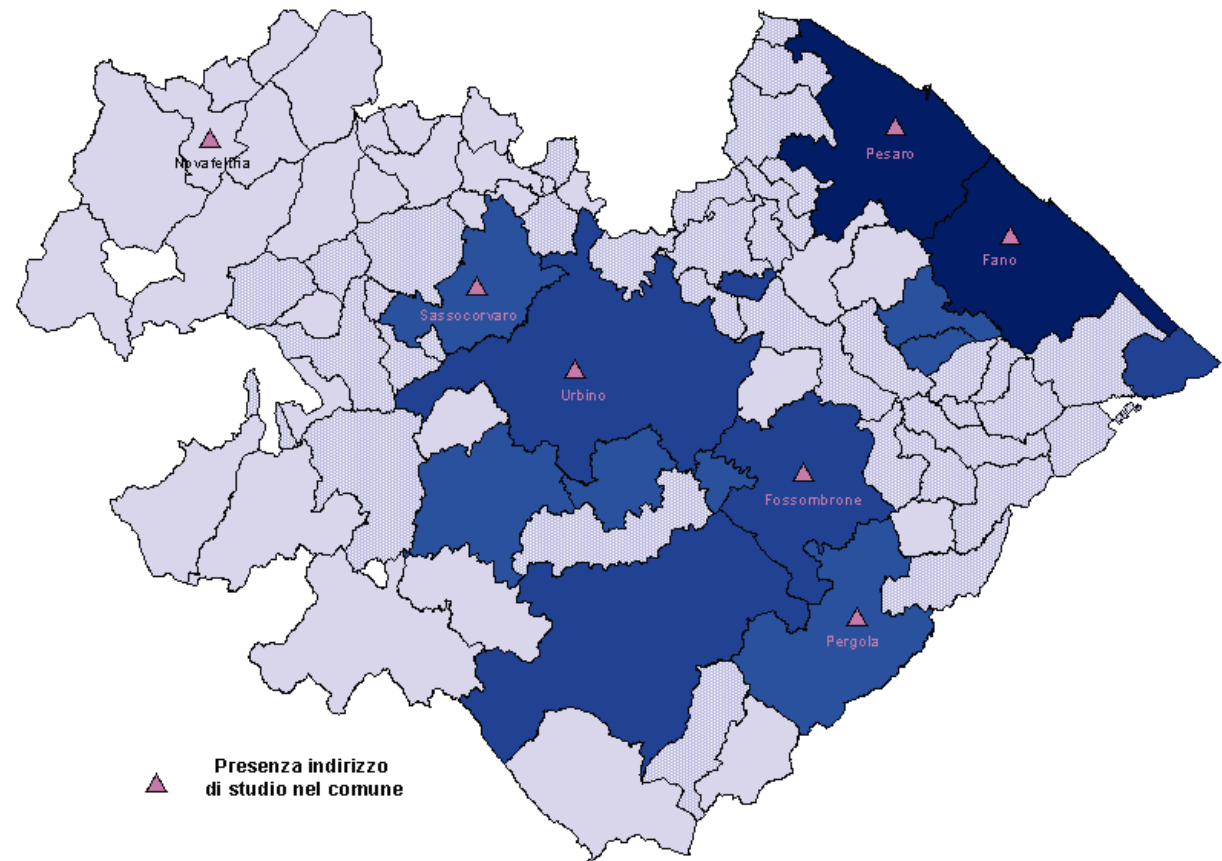 Pesaro
Novafeltria
Fano
Sassocorvaro
Urbino
Fossombrone
Pergola
Presenza indirizzo
di studio nel comune